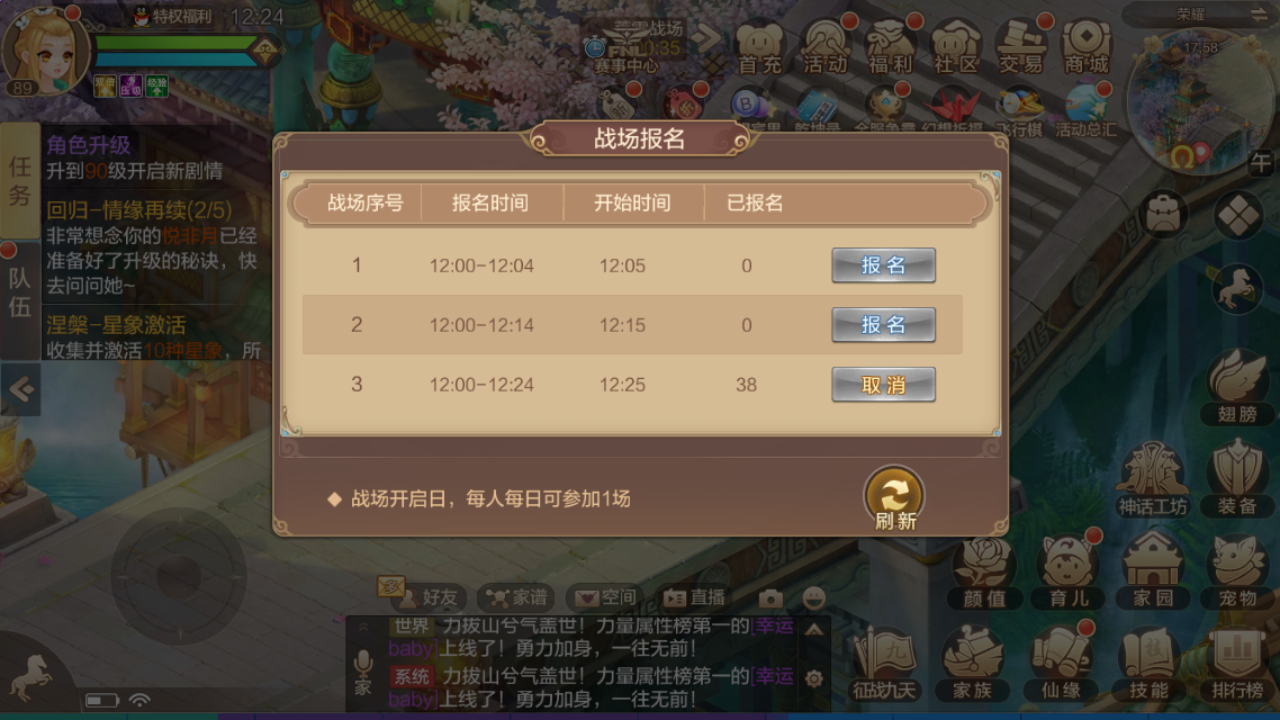 特权福利 12:24
89
双倍
压级
经验
任务
角色升级
升到90级开启新剧情
回归-情缘再续(2/5)
非常想念你的悦非月已经
准备好了升级的秘诀，快
去问问她~
队伍
涅槃-星象激活
收集并激活10种星象，所
赛事中心
首充
活动
福利
社区
交易
商城
飞行棋
活动总汇
荣耀
17,58
午
战场报名
战场序号 报名时间 开始时间 已报名
1 12:00-12:04 12:05 0 报名
2 12:00-12:14 12:15 0 报名
3 12:00-12:24 12:25 38 取消
战场开启日，每人每日可参加1场
刷新
翅膀
神话工坊
装备
颜值
育儿
家园
宠物
征战九天
家族
仙缘
技能
排行榜
好友
家谱
空间
直播
世界 力拔山兮气盖世！力量属性榜第一的[幸运
baby]上线了！勇力加身，一往无前！
家
系统 力拔山兮气盖世！力量属性榜第一的[幸运
baby]上线了！勇力加身，一往无前！